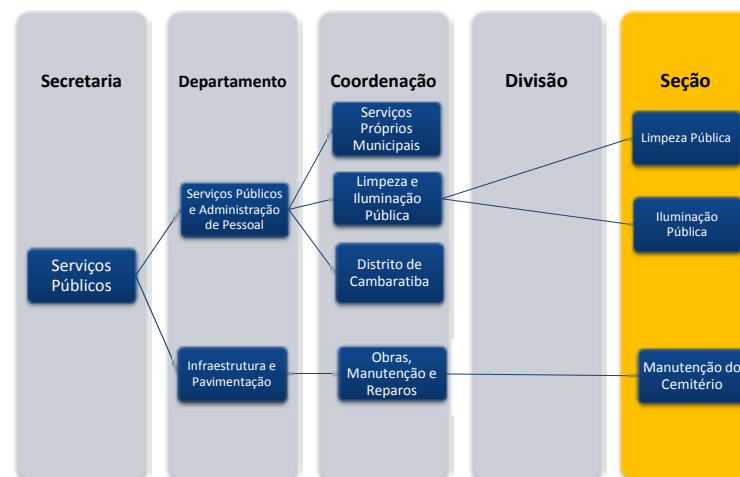 Secretaria
Departamento
Coordenação
Divisão
Seção
Serviços
Públicos
Serviços Públicos
e Administração
de Pessoal
Infraestrutura e
Pavimentação
Serviços
Próprios
Municipais
Limpeza e
Iluminação
Pública
Distrito de
Cambaratiba
Obras,
Manutenção e
Reparos
Limpeza Pública
Iluminação
Pública
Manutenção do
Cemitério